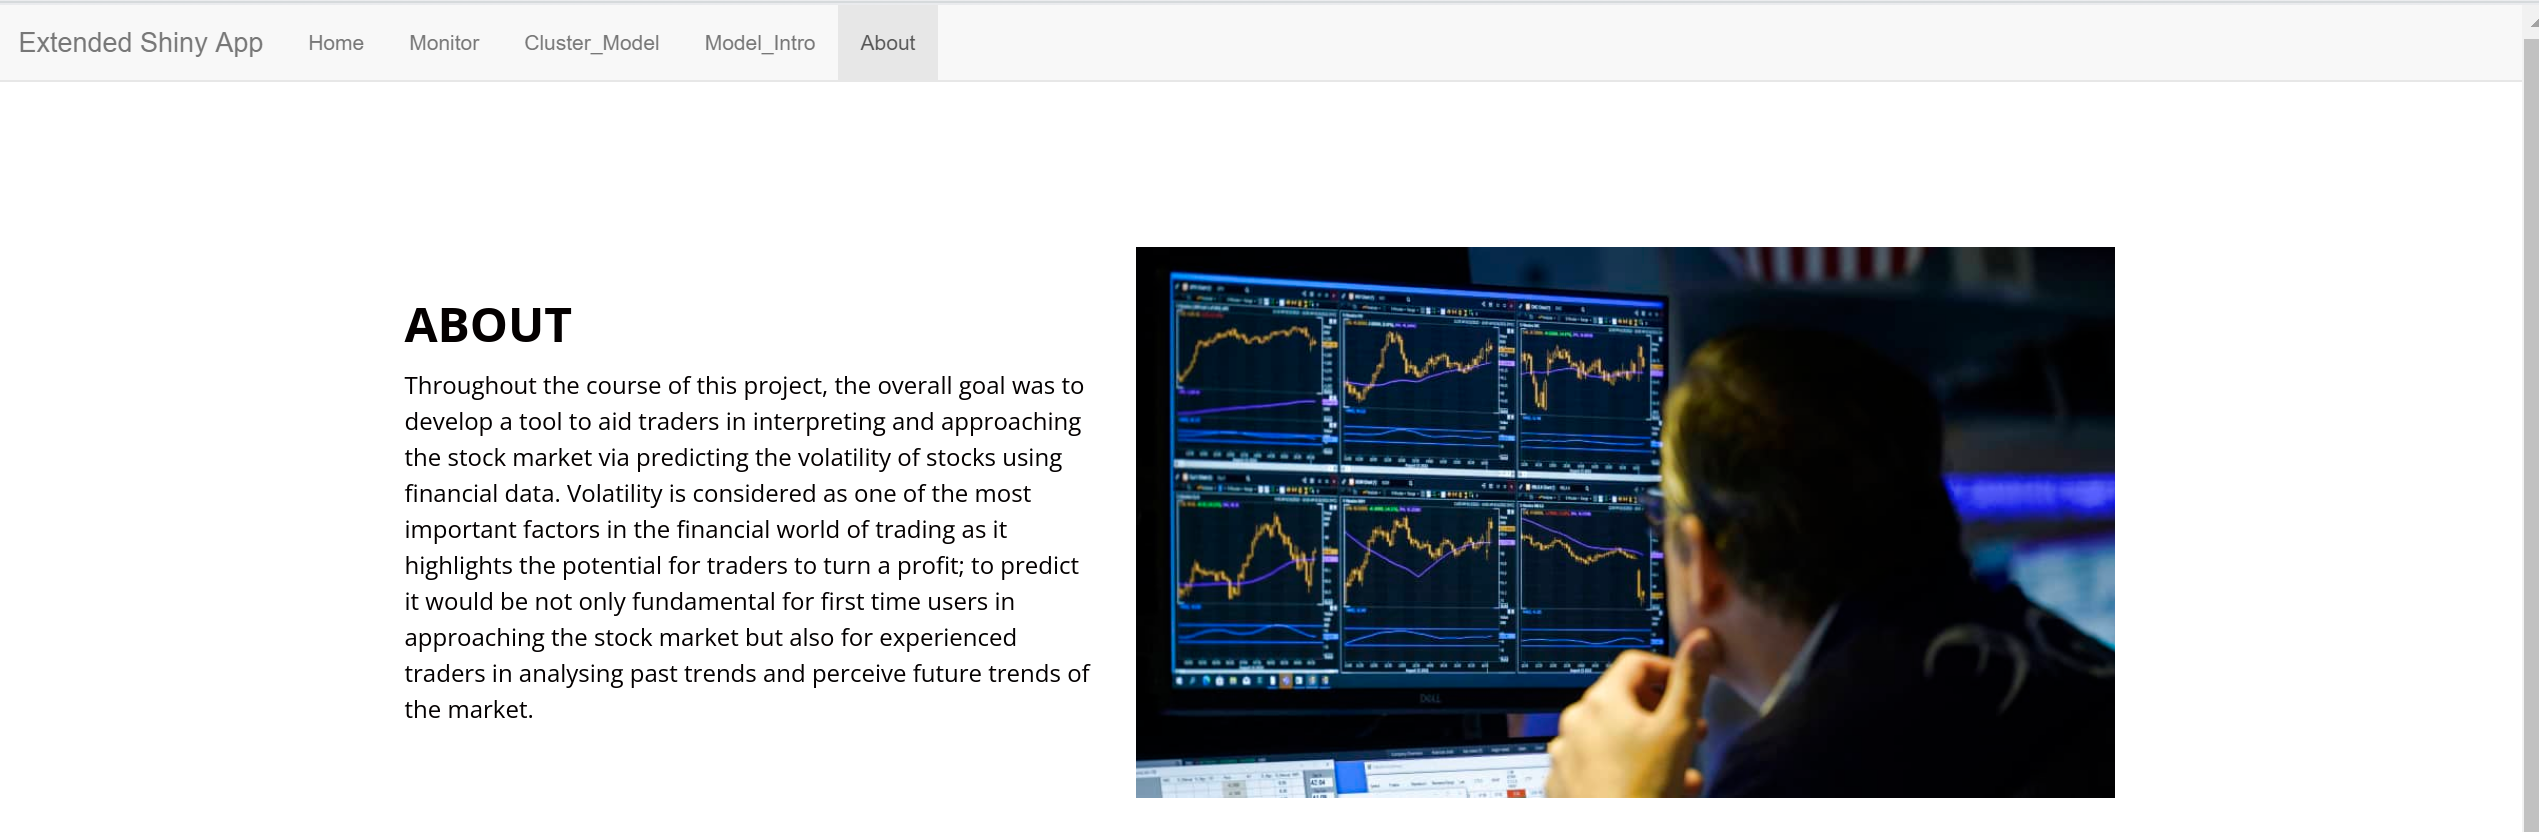 Extended Shiny App Home Monitor Cluster_Model Model_Intro About
ABOUT
Throughout the course of this project, the overall goal was to
develop a tool to aid traders in interpreting and approaching
the stock market via predicting the volatility of stocks using
financial data. Volatility is considered as one of the most
important factors in the financial world of trading as it
highlights the potential for traders to turn a profit; to predict
it would be not only fundamental for first time users in
approaching the stock market but also for experienced
traders in analysing past trends and perceive future trends of
the market.
DELL
42.04